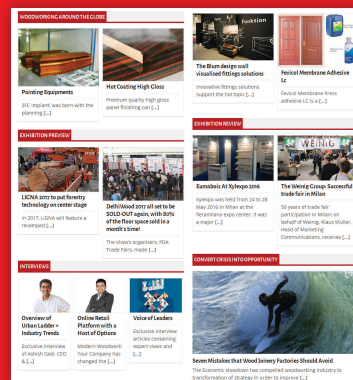 WOODWORKING AROUND THE GLOBE
Painting Equipments
3FC Impianti was born with the
planning [...]
Hot Coating High Gloss
Premium quality high gloss
panel finishing can [...]
EXHIBITION PREVIEW
LIGNA 2017 to put forestry
technology on center stage
In 2017, LIGNA will feature a
revamped [...]
DelhiWood 2017 all set to be
SOLD-OUT again, with 80%
of the floor space sold in a
month's time!
The show's organisers, PDA
Trade Fairs, made [...]
INTERVIEWS
Overview of
Urban Ladder +
Industry Trends
Exclusive Interview
of Ashish Gael, CEO
& [...]
Online Retail
Platform with a
Host of Options
Modern Woodwork:
Your Company has
changed the [...]
Voice of Leaders
Exclusive Interview
articles containing
expert views and
[...]
funktion
The Blum design wall
visualised fittings solutions
Innovative fittings solutions
support the hot topic [...]
Fevicol Membrane Adhesive
Lc
Fevicol Membrane Press
adhesive LC is a [...]
EXHIBITION REVIEW
Eumabois At Xylexpo 2016
Xylexpo was held from 24 to 28
May 2016 in Milan at the
fieramilano expo center. It was
a major [...]
WEINIG
The Weinig Group: Successful
trade fair in Milan
50 years of trade fair
participation in Milan: on
behalf of Weinig, Klaus Müller,
Head of Marketing
Communications, receives [...]
CONVERT CRISIS INTO OPPORTUNITY
Seven Mistakes that Wood Joinery Factories Should Avoid
The Economic slowdown has compelled woodworking industry to
transformation of strategy in order to improve [...]